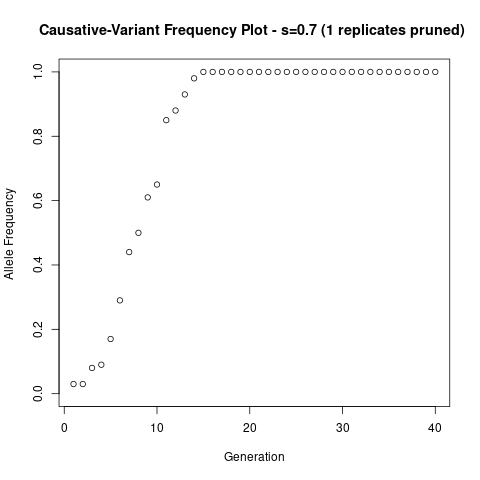 Causative-Variant Frequency Plot - s=0.7 (1 replicates pruned)
Allele Frequency
1.0
0.8
0.6
0.4
0.2
0.0
0 10 20 30 40
Generation